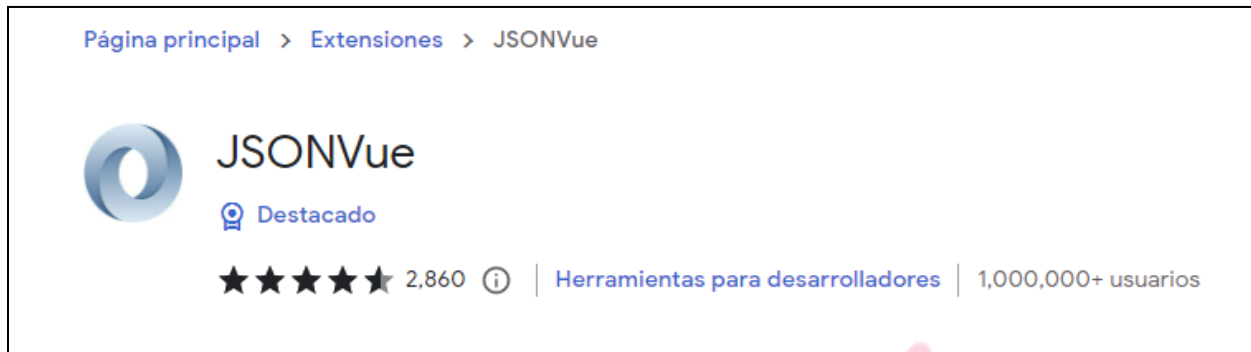 Página principal > Extensiones > JSONVue
JSONVue
Destacado
2,860 | Herramientas para desarrolladores | 1,000,000+ usuarios